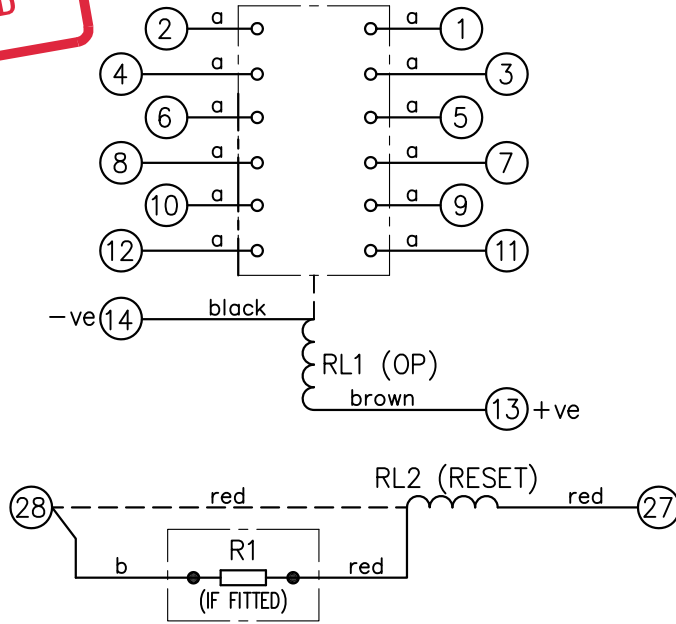 2 a a 1
4 a a 3
6 a a 5
8 a a 7
10 a a 9
12 a a 11
-ve 14 black
RL1 (OP)
brown 13 +ve
RL2 (RESET)
28 red red 27
R1
b red
(IF FITTED)